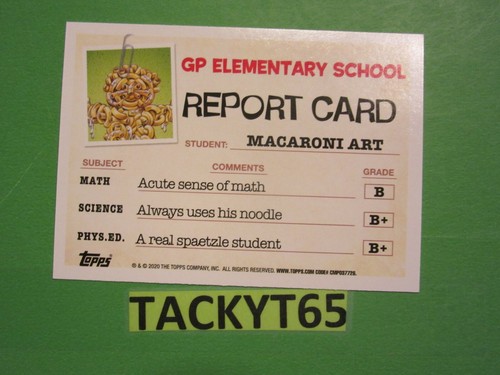 GP ELEMENTARY SCHOOL
REPORT CARD
STUDENT: MACARONI ART
SUBJECT COMMENTS GRADE
MATH Acute sense of math B
SCIENCE Always uses his noodle B+
PHYS.ED. A real spaetzle student B+
Topps
® & © 2020 THE TOPPS COMPANY, INC. ALL RIGHTS RESERVED. WWW.TOPPS.COM CODE# CMPG37726.
TACKYT65